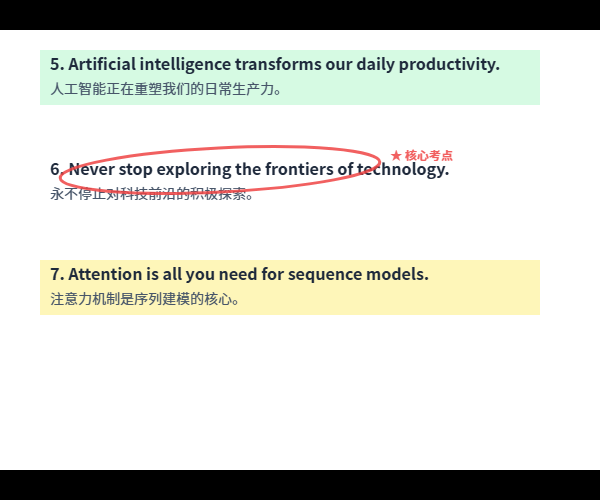 5. Artificial intelligence transforms our daily productivity.
人工智能正在重塑我们的日常生产力。
★ 核心考点
6. Never stop exploring the frontiers of technology.
永不停止对科技前沿的积极探索。
7. Attention is all you need for sequence models.
注意力机制是序列建模的核心。